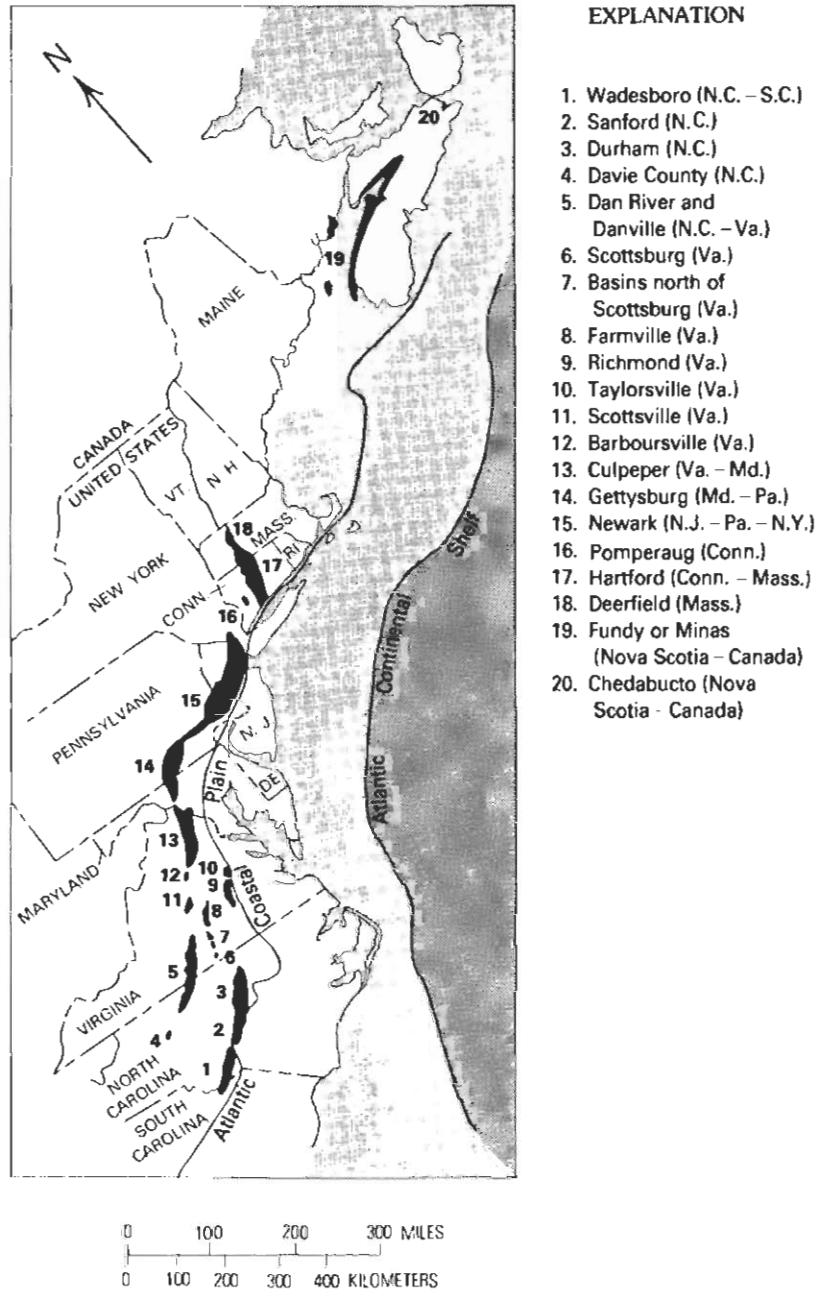 N
20
19
MAINE
CANADA
UNITED STATES
VT.
N H
18
MASS.
RI
17
NEW YORK
CONN
16
Shelf
Continental
Atlantic
PENNSYLVANIA
15
N. J.
14
Plain
DE
13
MARYLAND
12
10
9
11
8
Coastal
7
6
5
VIRGINIA
3
4
2
NORTH
CAROLINA
1
SOUTH
CAROLINA
Atlantic
0 100 200 300 MILES
0 100 200 300 400 KILOMETERS
EXPLANATION
1. Wadesboro (N.C. – S.C.)
2. Sanford (N.C.)
3. Durham (N.C.)
4. Davie County (N.C.)
5. Dan River and
Danville (N.C. – Va.)
6. Scottsburg (Va.)
7. Basins north of
Scottsburg (Va.)
8. Farmville (Va.)
9. Richmond (Va.)
10. Taylorsville (Va.)
11. Scottsville (Va.)
12. Barboursville (Va.)
13. Culpeper (Va. – Md.)
14. Gettysburg (Md. – Pa.)
15. Newark (N.J. – Pa. – N.Y.)
16. Pomperaug (Conn.)
17. Hartford (Conn. – Mass.)
18. Deerfield (Mass.)
19. Fundy or Minas
(Nova Scotia – Canada)
20. Chedabucto (Nova
Scotia - Canada)